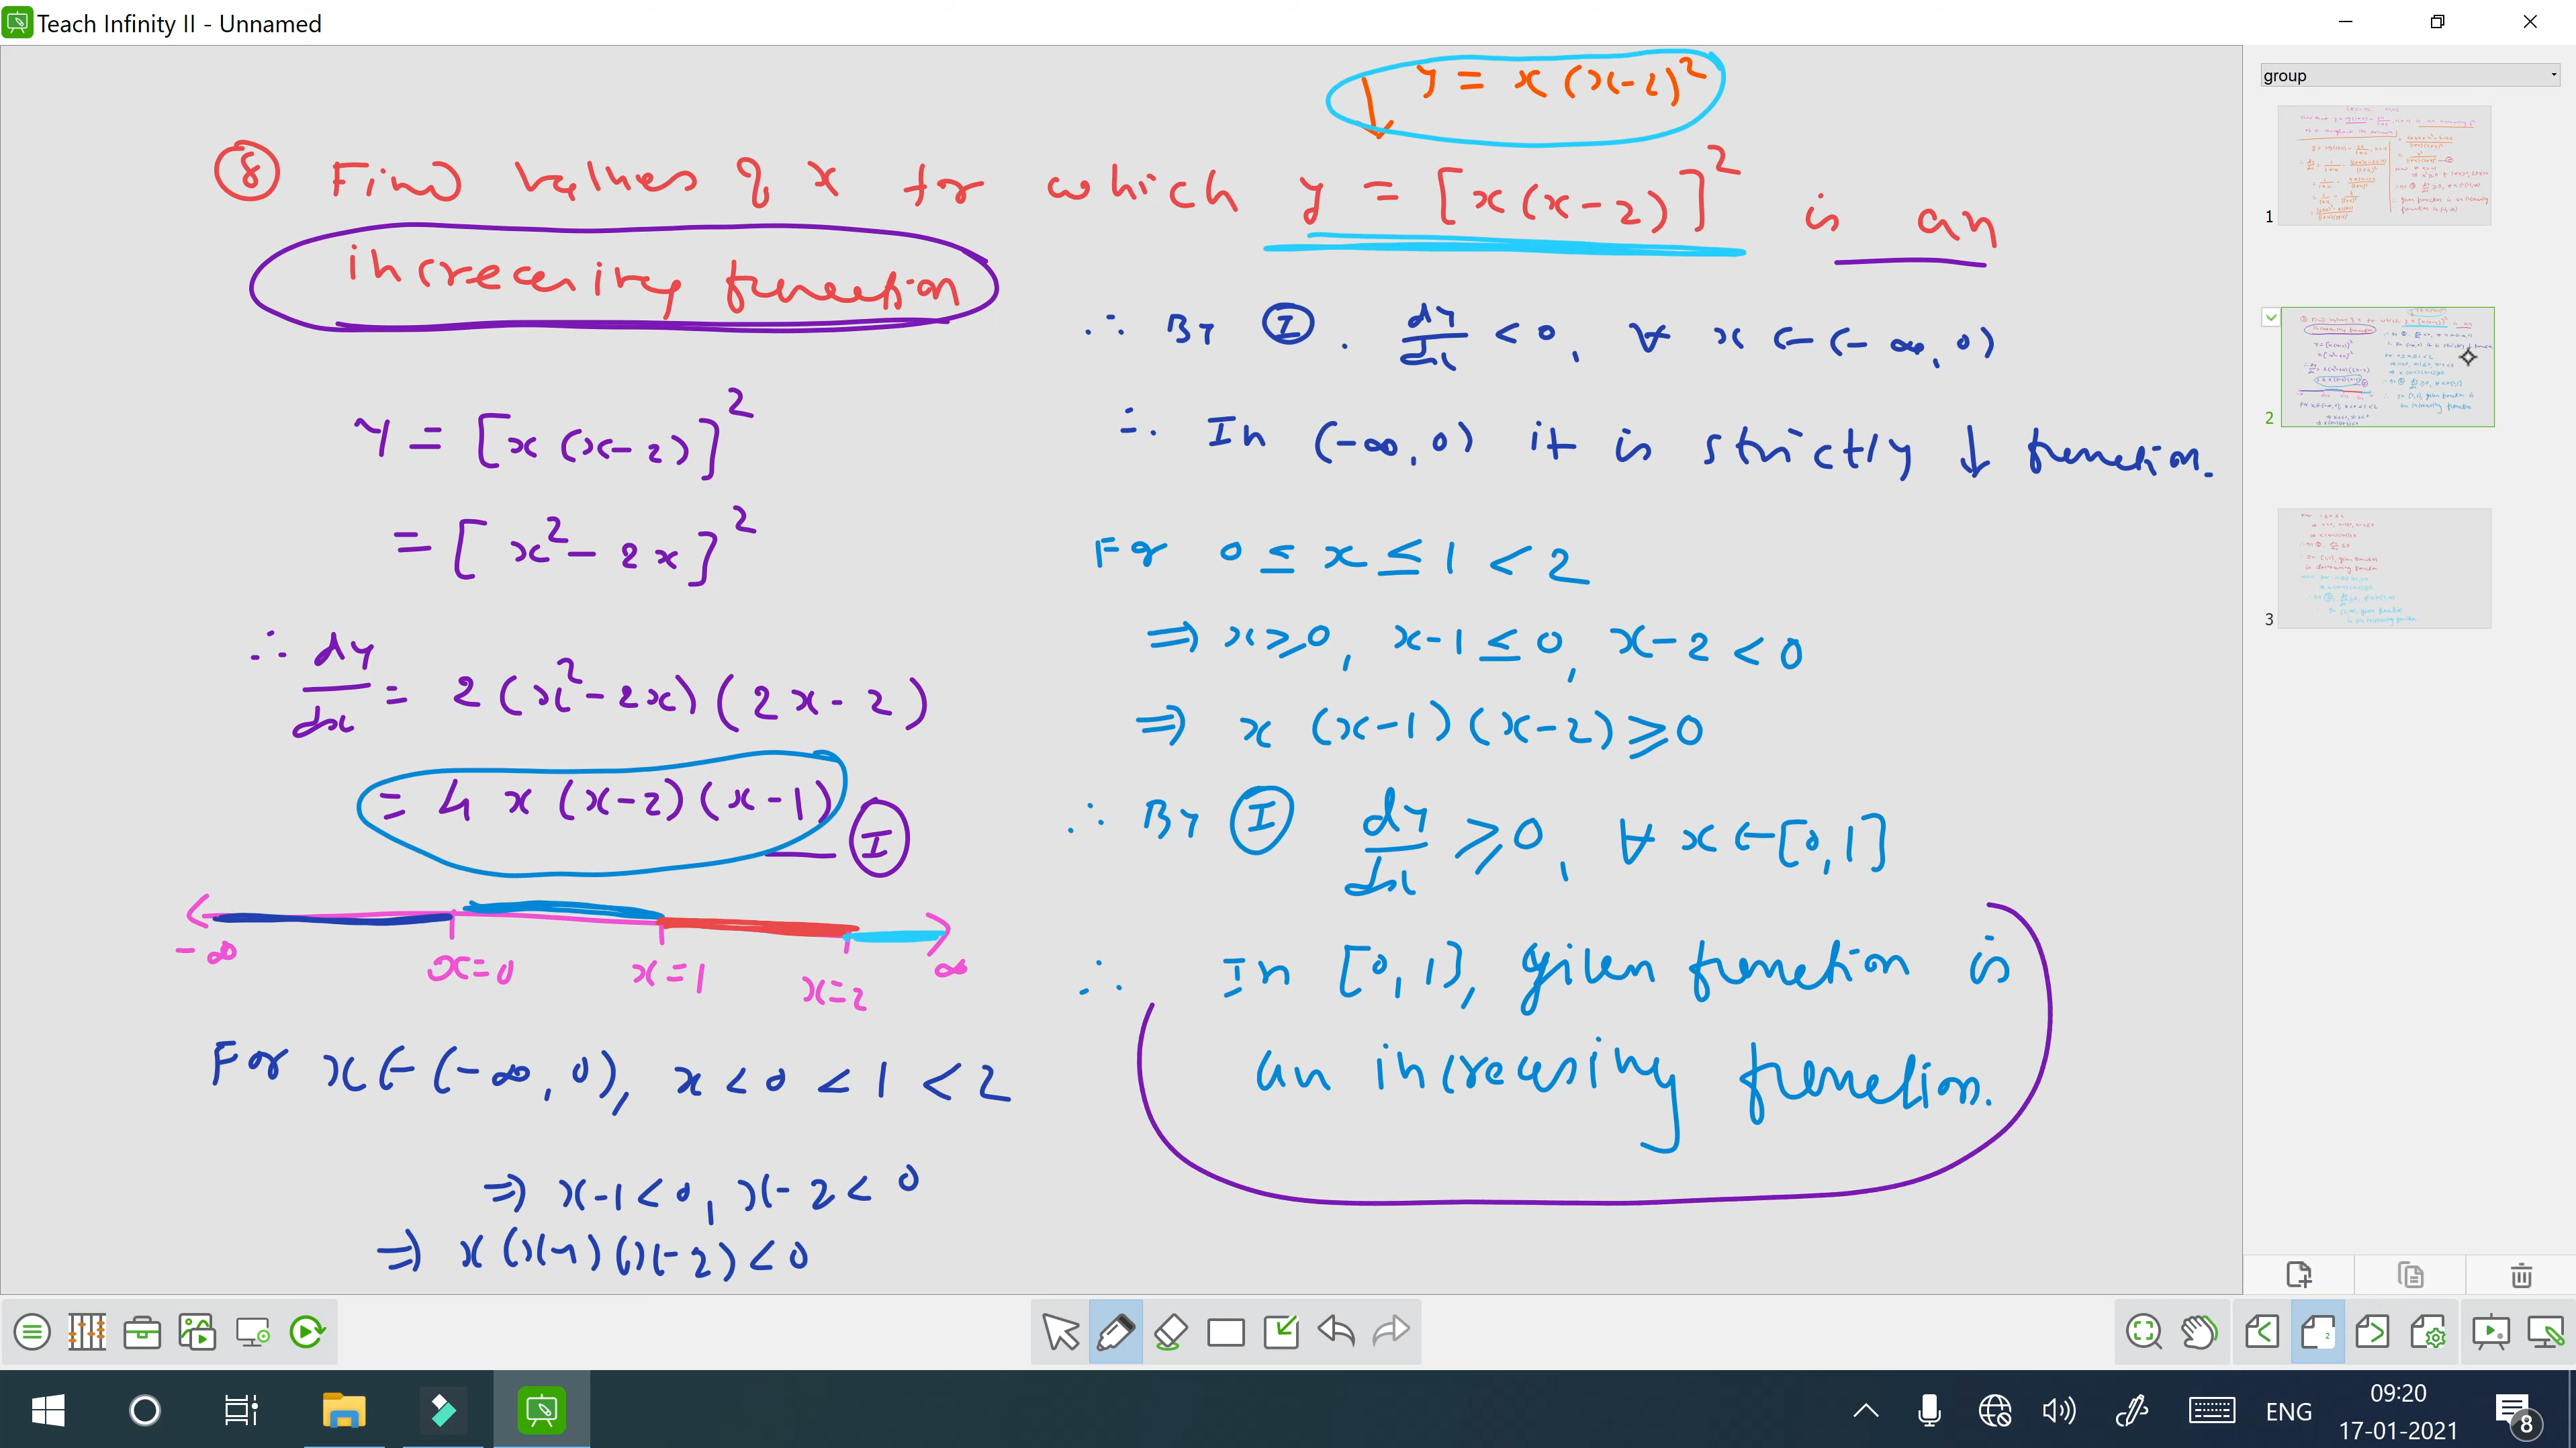 Teach Infinity II - Unnamed
group
y = x(x-2)²
⑧ Find values of x for which y = [x(x-2)]² is an
increasing function
y = [x(x-2)]²
= [x²-2x]²
∴ dy/dx = 2(x²-2x)(2x-2)
= 4x(x-2)(x-1) — Ⓘ
-∞ x=0 x=1 x=2 ∞
For x ∈ (-∞, 0), x < 0 < 1 < 2
⇒ x-1 < 0, x-2 < 0
⇒ x(x-1)(x-2) < 0
∴ By Ⓘ. dy/dx < 0, ∀ x ∈ (-∞, 0)
∴ In (-∞, 0) it is strictly ↓ function.
For 0 ≤ x ≤ 1 < 2
⇒ x ≥ 0, x-1 ≤ 0, x-2 < 0
⇒ x(x-1)(x-2) ≥ 0
∴ By Ⓘ dy/dx ≥ 0, ∀ x ∈ [0, 1]
∴ In [0, 1], given function is
an increasing function.
1
2
3
ENG
09:20
17-01-2021
8